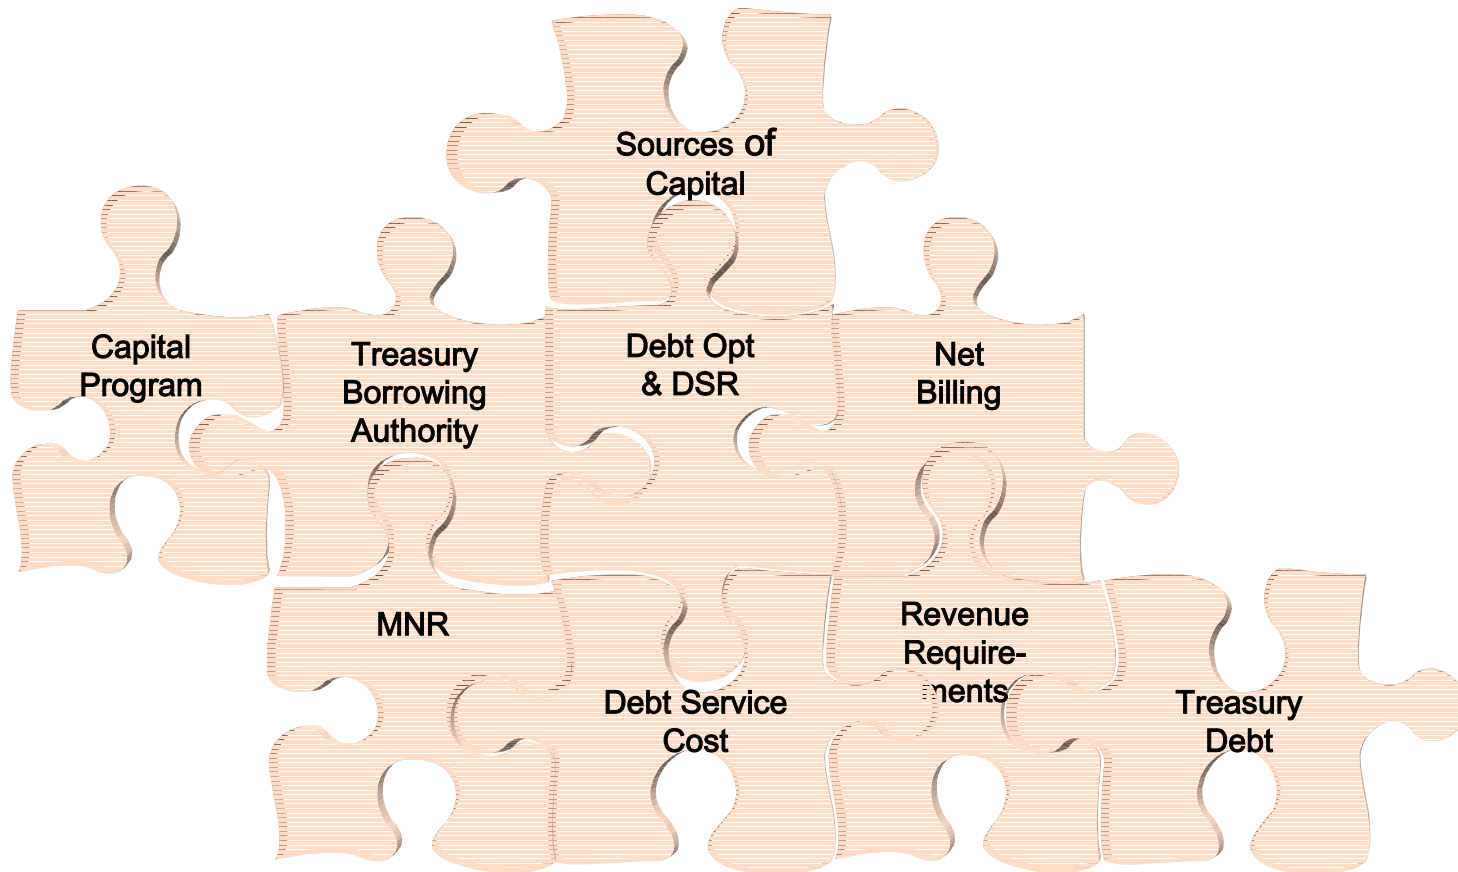 Sources of
Capital
Capital
Program
Treasury
Borrowing
Authority
Debt Opt
& DSR
Net
Billing
MNR
Debt Service
Cost
Revenue
Require-
ments
Treasury
Debt